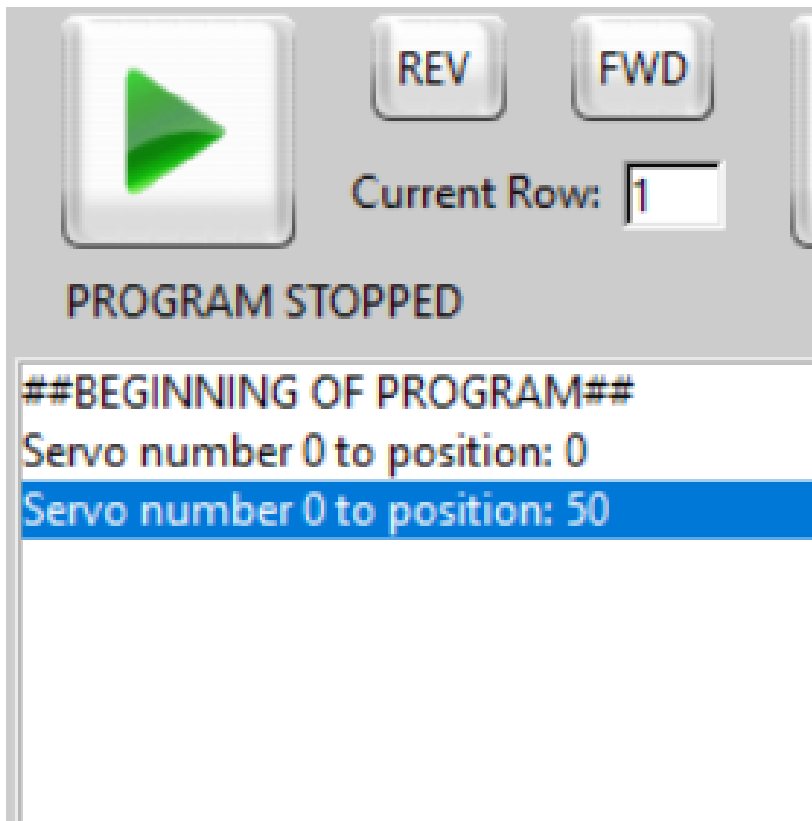 REV
FWD
Current Row: 1
PROGRAM STOPPED
##BEGINNING OF PROGRAM##
Servo number 0 to position: 0
Servo number 0 to position: 50